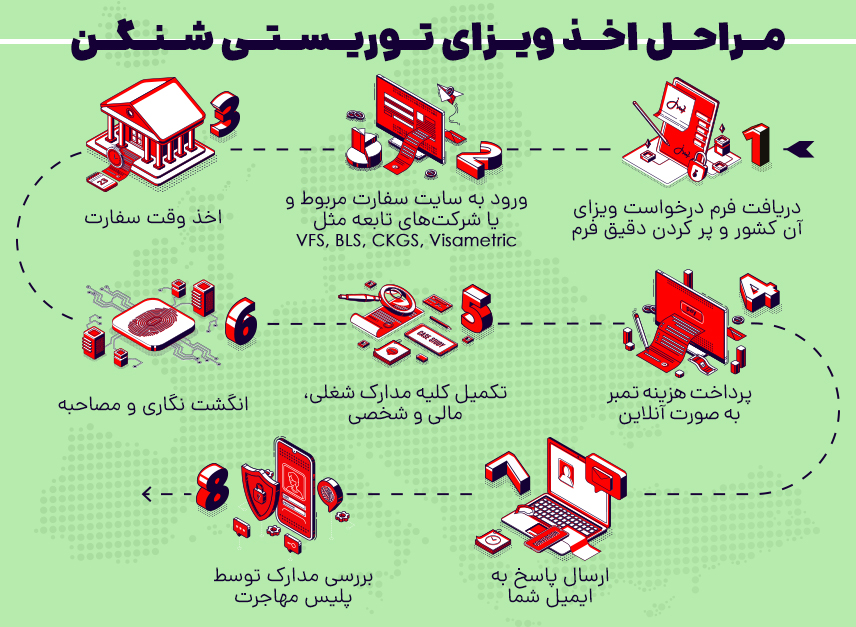 مراحل اخذ ویزای توریستی شنگن
1
دریافت فرم درخواست ویزای
آن کشور و پر کردن دقیق فرم
2
ورود به سایت سفارت مربوط و
یا شرکت‌های تابعه مثل
VFS, BLS, CKGS, Visametric
3
اخذ وقت سفارت
4
پرداخت هزینه تمبر
به صورت آنلاین
5
CASE STUDY
تکمیل کلیه مدارک شغلی،
مالی و شخصی
6
انگشت نگاری و مصاحبه
7
ارسال پاسخ به
ایمیل شما
8
بررسی مدارک توسط
پلیس مهاجرت